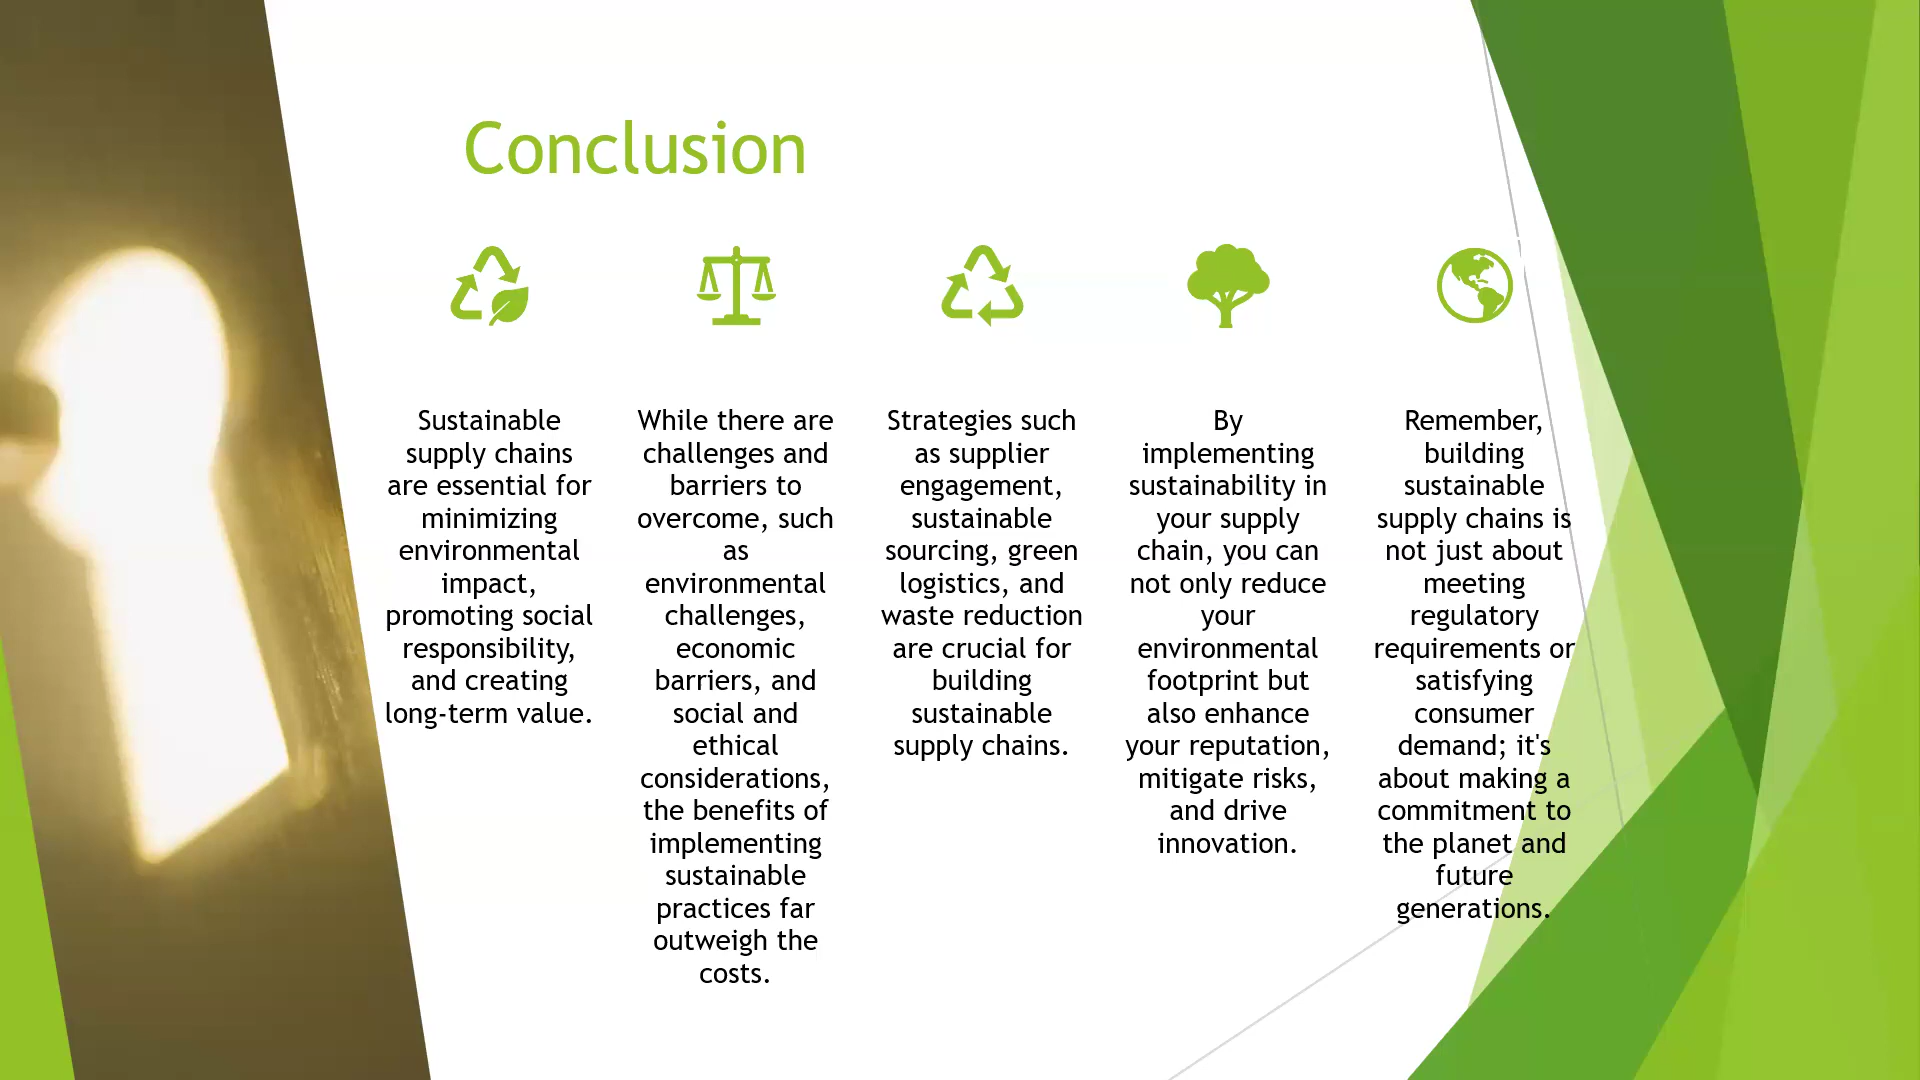 Conclusion
Sustainable
supply chains
are essential for
minimizing
environmental
impact,
promoting social
responsibility,
and creating
long-term value.
While there are
challenges and
barriers to
overcome, such
as
environmental
challenges,
economic
barriers, and
social and
ethical
considerations,
the benefits of
implementing
sustainable
practices far
outweigh the
costs.
Strategies such
as supplier
engagement,
sustainable
sourcing, green
logistics, and
waste reduction
are crucial for
building
sustainable
supply chains.
By
implementing
sustainability in
your supply
chain, you can
not only reduce
your
environmental
footprint but
also enhance
your reputation,
mitigate risks,
and drive
innovation.
Remember,
building
sustainable
supply chains is
not just about
meeting
regulatory
requirements or
satisfying
consumer
demand; it's
about making a
commitment to
the planet and
future
generations.